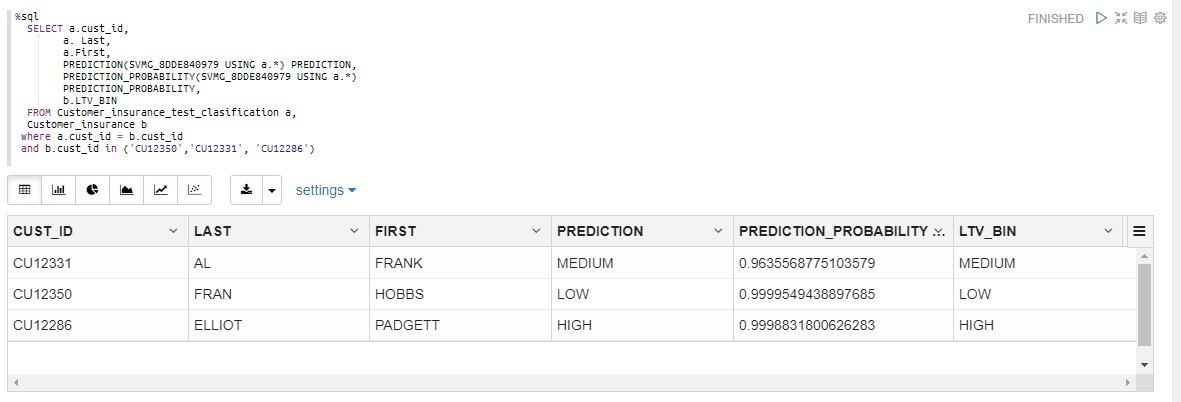 %sql
SELECT a.cust_id,
a. Last,
a.First,
PREDICTION(SVMG_8DDE840979 USING a.*) PREDICTION,
PREDICTION_PROBABILITY(SVMG_8DDE840979 USING a.*)
PREDICTION_PROBABILITY,
b.LTV_BIN
FROM Customer_insurance_test_clasification a,
Customer_insurance b
where a.cust_id = b.cust_id
and b.cust_id in ('CU12350','CU12331', 'CU12286')
FINISHED
settings
CUST_ID LAST FIRST PREDICTION PREDICTION_PROBABILITY ... LTV_BIN
CU12331 AL FRANK MEDIUM 0.9635568775103579 MEDIUM
CU12350 FRAN HOBBS LOW 0.9999549438897685 LOW
CU12286 ELLIOT PADGETT HIGH 0.9998831800626283 HIGH